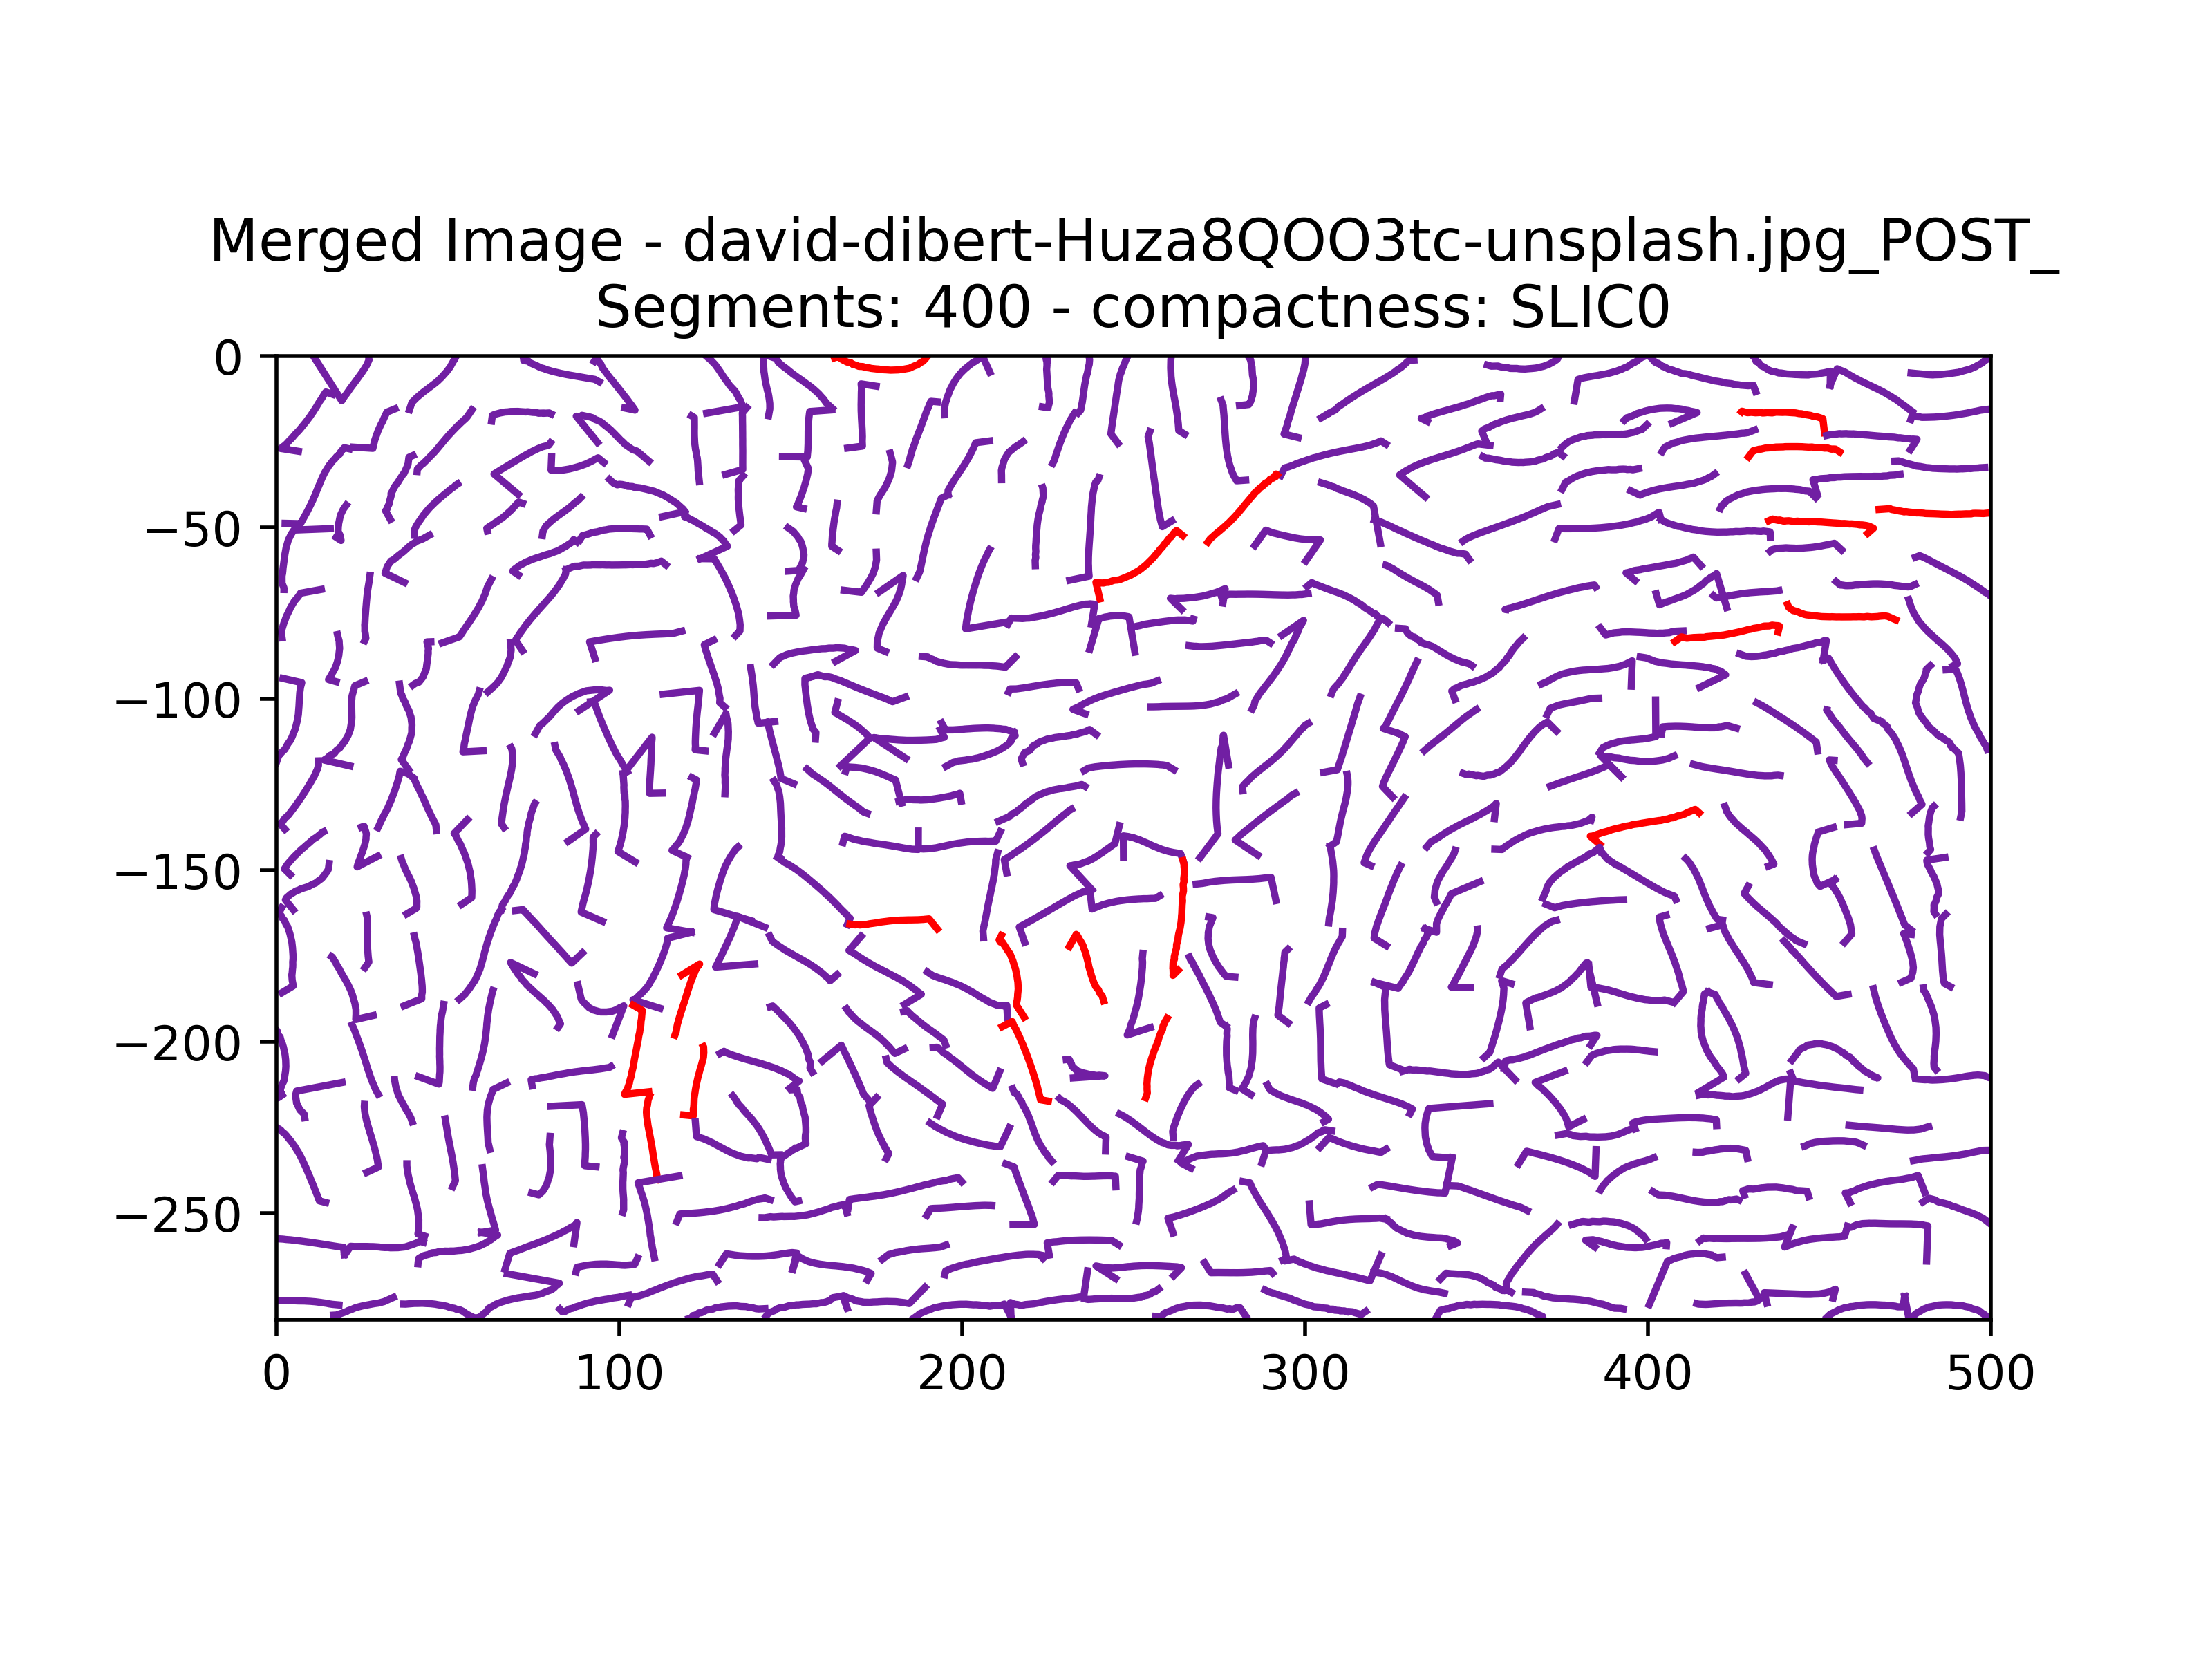 Merged Image - david-dibert-Huza8QOO3tc-unsplash.jpg_POST_
Segments: 400 - compactness: SLIC0
0
−50
−100
−150
−200
−250
0 100 200 300 400 500